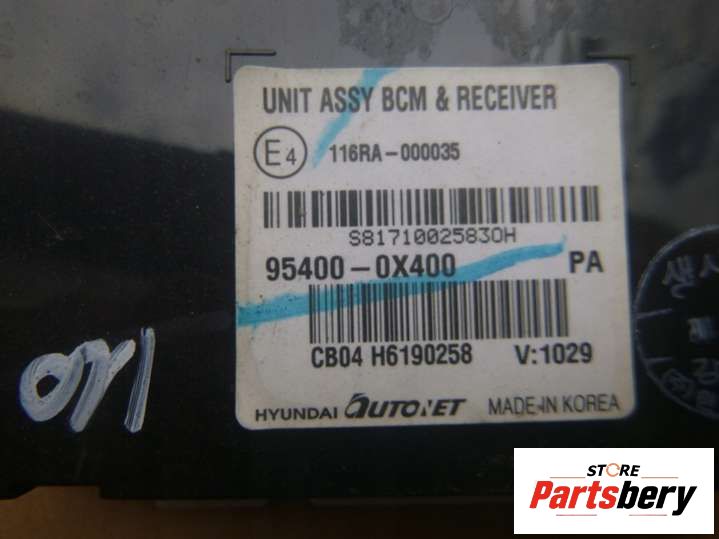 UNIT ASSY BCM & RECEIVER
E4 116RA-000035
S81710025830H
95400-0X400 PA
CB04 H6190258 V:1029
HYUNDAI AUTONET MADE-IN KOREA
STORE
Partsbery